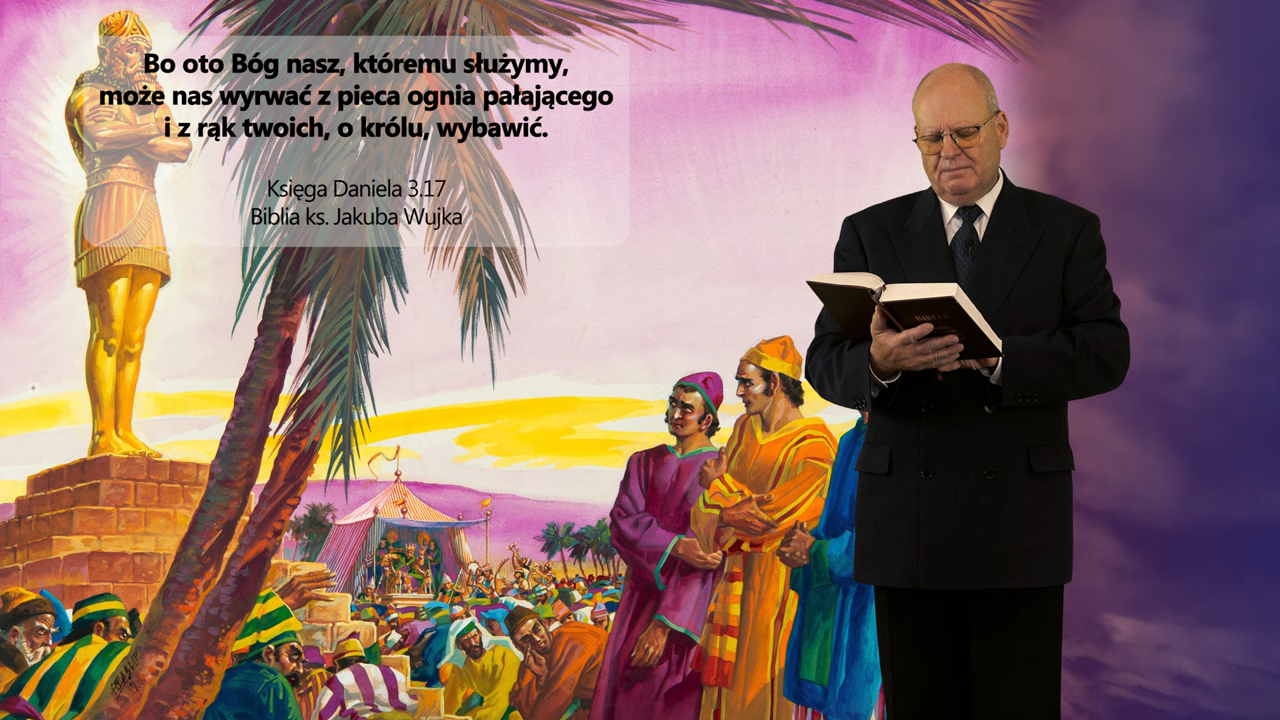 Bo oto Bóg nasz, któremu służymy,
może nas wyrwać z pieca ognia pałającego
i z rąk twoich, o królu, wybawić.
Księga Daniela 3.17
Biblia ks. Jakuba Wujka
BIBLIA